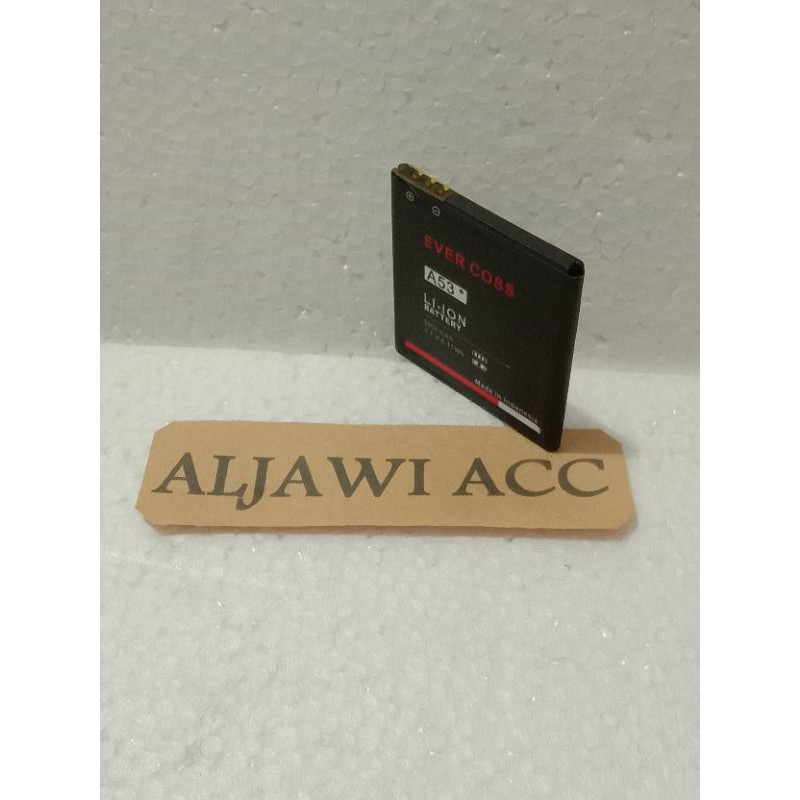 EVER COSS
A53*
LI-ION
BATTERY
Made in Indonesia
ALJAWI ACC